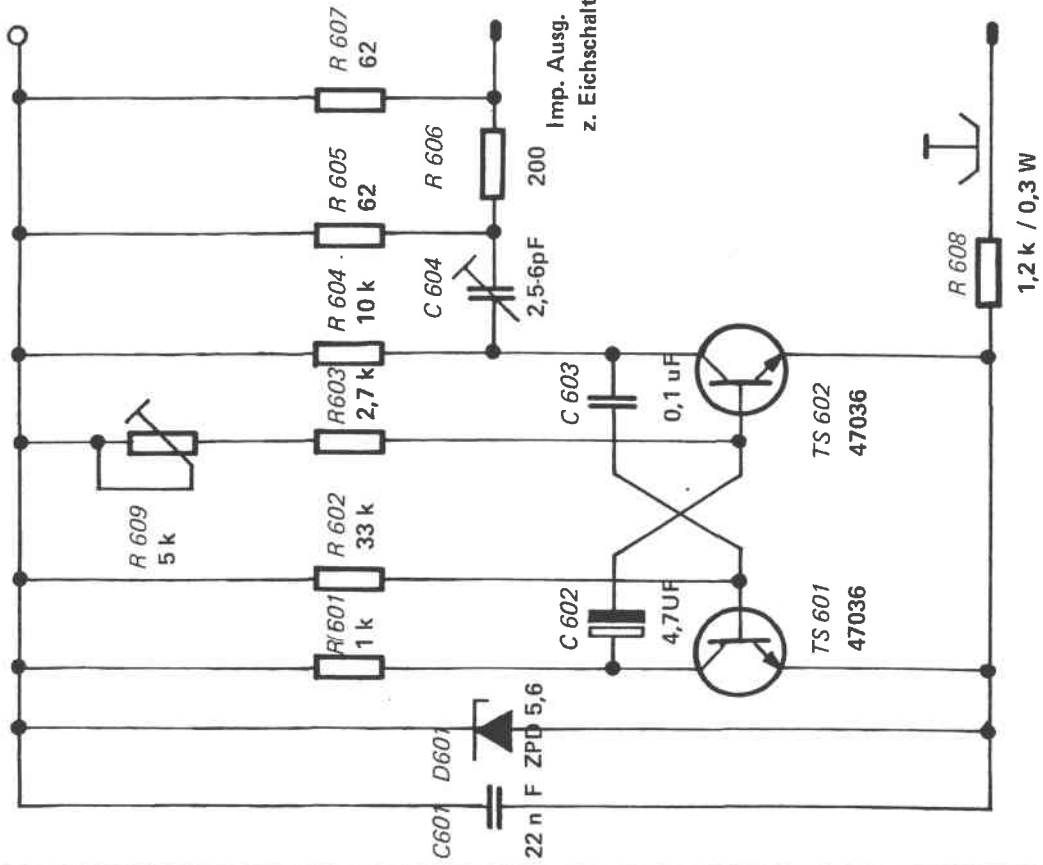 C601
22 n F
D601
ZPD 5,6
R 601
1 k
R 602
33 k
R 609
5 k
R603
2,7 k
R 604
10 k
R 605
62
R 607
62
C 602
4,7UF
C 603
0,1 uF
C 604
2,5-6pF
R 606
200
Imp. Ausg.
z. Eichschalt
TS 601
47036
TS 602
47036
R 608
1,2 k / 0,3 W